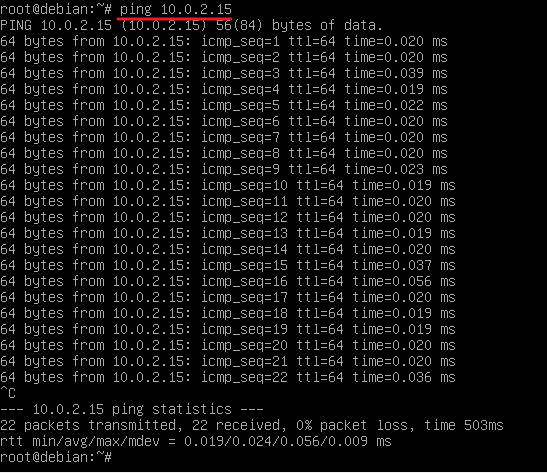 root@debian:~# ping 10.0.2.15
PING 10.0.2.15 (10.0.2.15) 56(84) bytes of data.
64 bytes from 10.0.2.15: icmp_seq=1 ttl=64 time=0.020 ms
64 bytes from 10.0.2.15: icmp_seq=2 ttl=64 time=0.020 ms
64 bytes from 10.0.2.15: icmp_seq=3 ttl=64 time=0.039 ms
64 bytes from 10.0.2.15: icmp_seq=4 ttl=64 time=0.019 ms
64 bytes from 10.0.2.15: icmp_seq=5 ttl=64 time=0.022 ms
64 bytes from 10.0.2.15: icmp_seq=6 ttl=64 time=0.020 ms
64 bytes from 10.0.2.15: icmp_seq=7 ttl=64 time=0.020 ms
64 bytes from 10.0.2.15: icmp_seq=8 ttl=64 time=0.020 ms
64 bytes from 10.0.2.15: icmp_seq=9 ttl=64 time=0.023 ms
64 bytes from 10.0.2.15: icmp_seq=10 ttl=64 time=0.019 ms
64 bytes from 10.0.2.15: icmp_seq=11 ttl=64 time=0.020 ms
64 bytes from 10.0.2.15: icmp_seq=12 ttl=64 time=0.020 ms
64 bytes from 10.0.2.15: icmp_seq=13 ttl=64 time=0.019 ms
64 bytes from 10.0.2.15: icmp_seq=14 ttl=64 time=0.020 ms
64 bytes from 10.0.2.15: icmp_seq=15 ttl=64 time=0.037 ms
64 bytes from 10.0.2.15: icmp_seq=16 ttl=64 time=0.056 ms
64 bytes from 10.0.2.15: icmp_seq=17 ttl=64 time=0.020 ms
64 bytes from 10.0.2.15: icmp_seq=18 ttl=64 time=0.019 ms
64 bytes from 10.0.2.15: icmp_seq=19 ttl=64 time=0.019 ms
64 bytes from 10.0.2.15: icmp_seq=20 ttl=64 time=0.020 ms
64 bytes from 10.0.2.15: icmp_seq=21 ttl=64 time=0.020 ms
64 bytes from 10.0.2.15: icmp_seq=22 ttl=64 time=0.036 ms
^C
--- 10.0.2.15 ping statistics ---
22 packets transmitted, 22 received, 0% packet loss, time 503ms
rtt min/avg/max/mdev = 0.019/0.024/0.056/0.009 ms
root@debian:~#